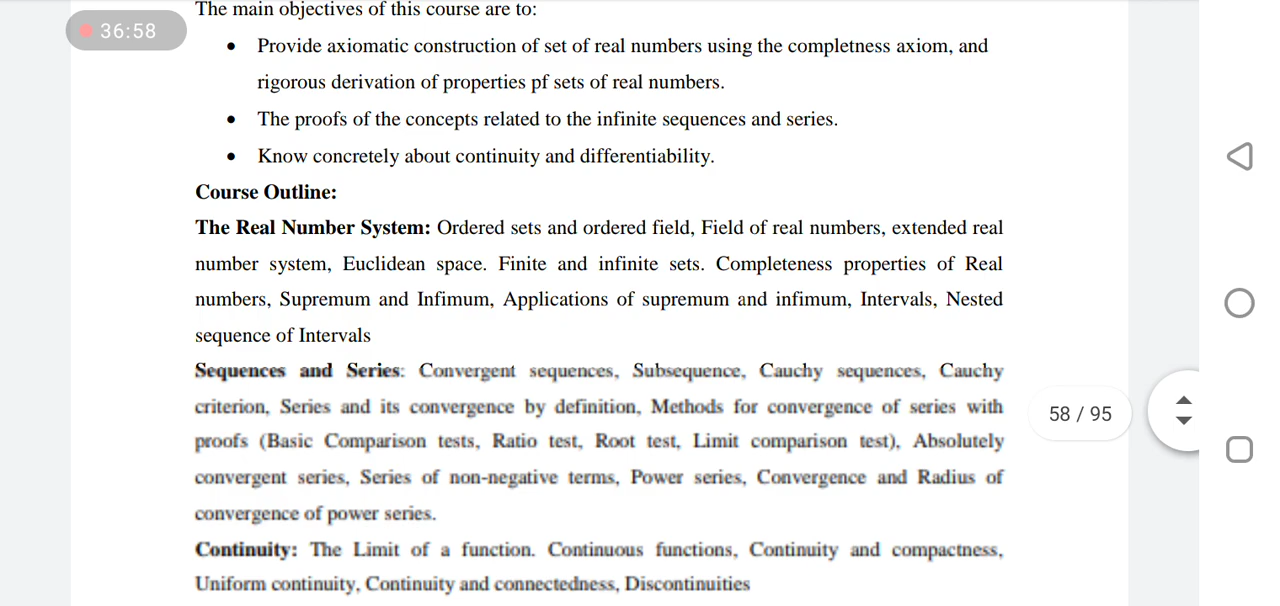 The main objectives of this course are to:
36:58
• Provide axiomatic construction of set of real numbers using the completness axiom, and
rigorous derivation of properties pf sets of real numbers.
• The proofs of the concepts related to the infinite sequences and series.
• Know concretely about continuity and differentiability.
Course Outline:
The Real Number System: Ordered sets and ordered field, Field of real numbers, extended real
number system, Euclidean space. Finite and infinite sets. Completeness properties of Real
numbers, Supremum and Infimum, Applications of supremum and infimum, Intervals, Nested
sequence of Intervals
Sequences and Series: Convergent sequences, Subsequence, Cauchy sequences, Cauchy
criterion, Series and its convergence by definition, Methods for convergence of series with
proofs (Basic Comparison tests, Ratio test, Root test, Limit comparison test), Absolutely
convergent series, Series of non-negative terms, Power series, Convergence and Radius of
convergence of power series.
Continuity: The Limit of a function. Continuous functions, Continuity and compactness,
Uniform continuity, Continuity and connectedness, Discontinuities
58 / 95